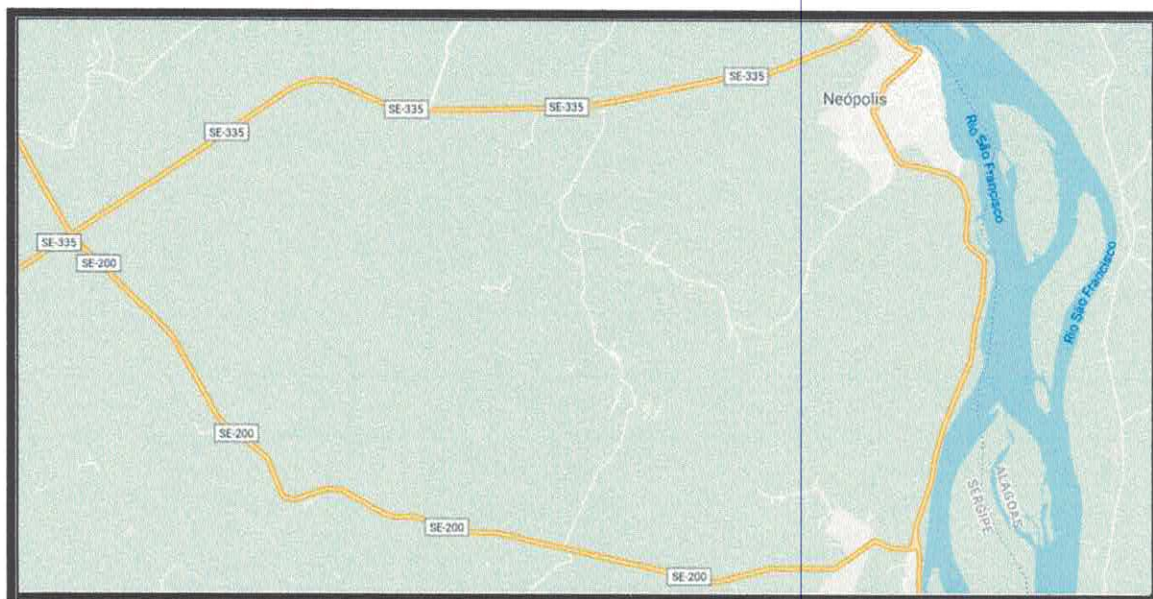 SE-335
Neópolis
SE-335
SE-335
SE-335
Rio São Francisco
SE-335
SE-200
Rio São Francisco
SE-200
ALAGOAS
SERGIPE
SE-200
SE-200